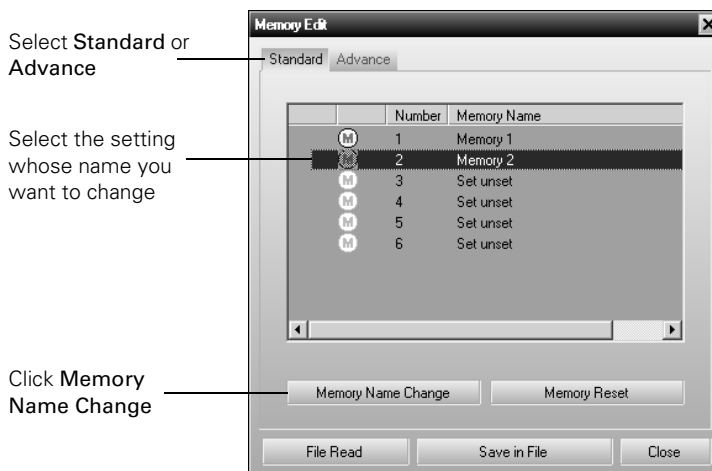 Select Standard or
Advance
Select the setting
whose name you
want to change
Click Memory
Name Change
Memory Edit
Standard Advance
Number Memory Name
M 1 Memory 1
M 2 Memory 2
M 3 Set unset
M 4 Set unset
M 5 Set unset
M 6 Set unset
Memory Name Change Memory Reset
File Read Save in File Close